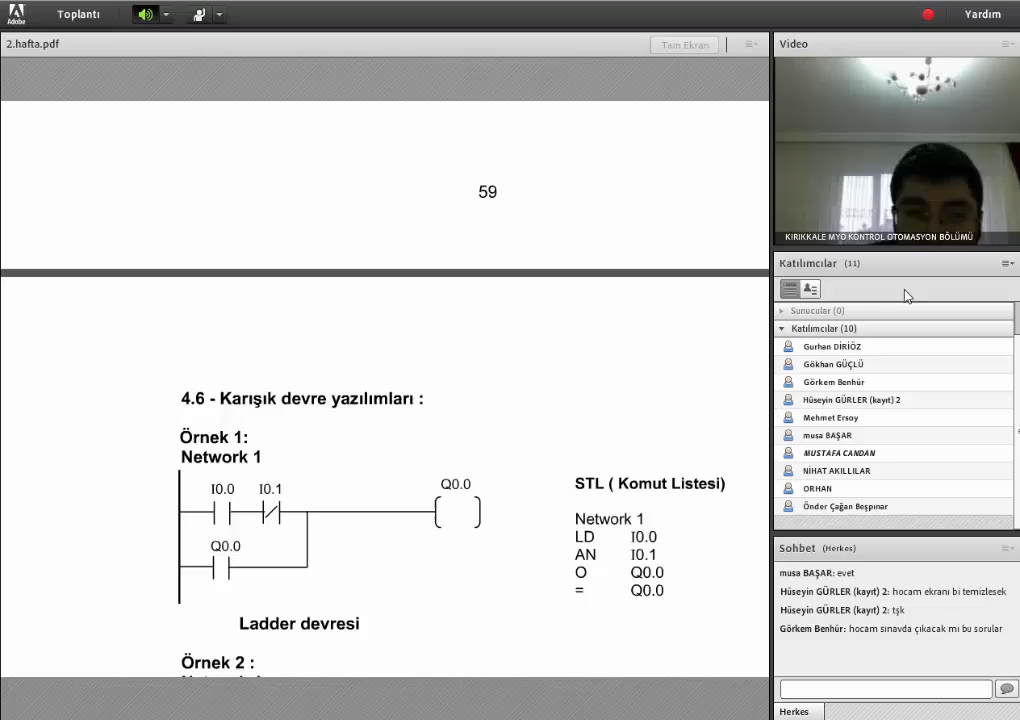 Adobe
Toplantı
Yardım
2.hafta.pdf
Tam Ekran
59
4.6 - Karışık devre yazılımları :
Örnek 1:
Network 1
I0.0 I0.1 Q0.0
Q0.0
Ladder devresi
STL ( Komut Listesi)
Network 1
LD I0.0
AN I0.1
O Q0.0
= Q0.0
Örnek 2 :
Video
KIRIKKALE MYO KONTROL OTOMASYON BÖLÜMÜ
Katılımcılar (11)
Sunucular (0)
Katılımcılar (10)
Gurhan DİRİÖZ
Gökhan GÜÇLÜ
Görkem Benhür
Hüseyin GÜRLER (kayıt) 2
Mehmet Ersoy
musa BAŞAR
MUSTAFA CANDAN
NİHAT AKILLILAR
ORHAN
Önder Çağan Beşpınar
Sohbet (Herkes)
musa BAŞAR: evet
Hüseyin GÜRLER (kayıt) 2: hocam ekranı bi temizlesek
Hüseyin GÜRLER (kayıt) 2: tşk
Görkem Benhür: hocam sınavda çıkacak mı bu sorular
Herkes